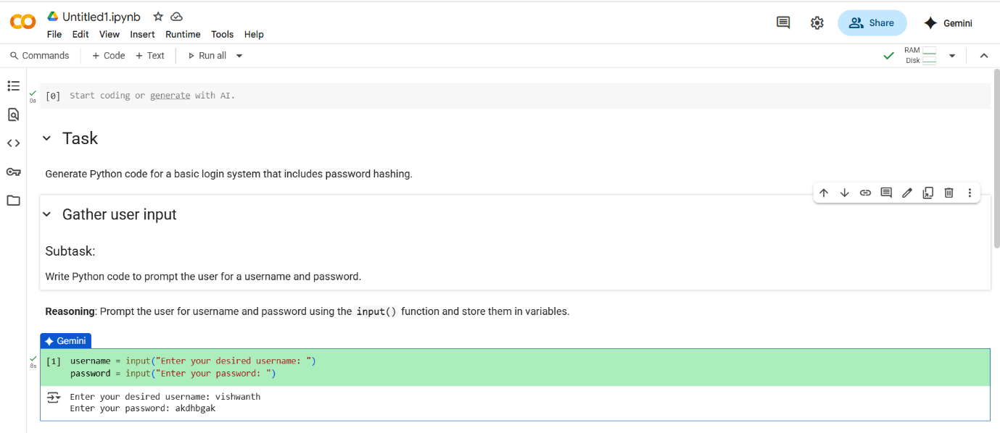 Untitled1.ipynb
File Edit View Insert Runtime Tools Help
Share
Gemini
Commands + Code + Text Run all
RAM
Disk
0s
[0] Start coding or generate with AI.
Task
Generate Python code for a basic login system that includes password hashing.
Gather user input
Subtask:
Write Python code to prompt the user for a username and password.
Reasoning: Prompt the user for username and password using the input() function and store them in variables.
Gemini
8s
[1] username = input("Enter your desired username: ")
password = input("Enter your password: ")
Enter your desired username: vishwanth
Enter your password: akdhbgak